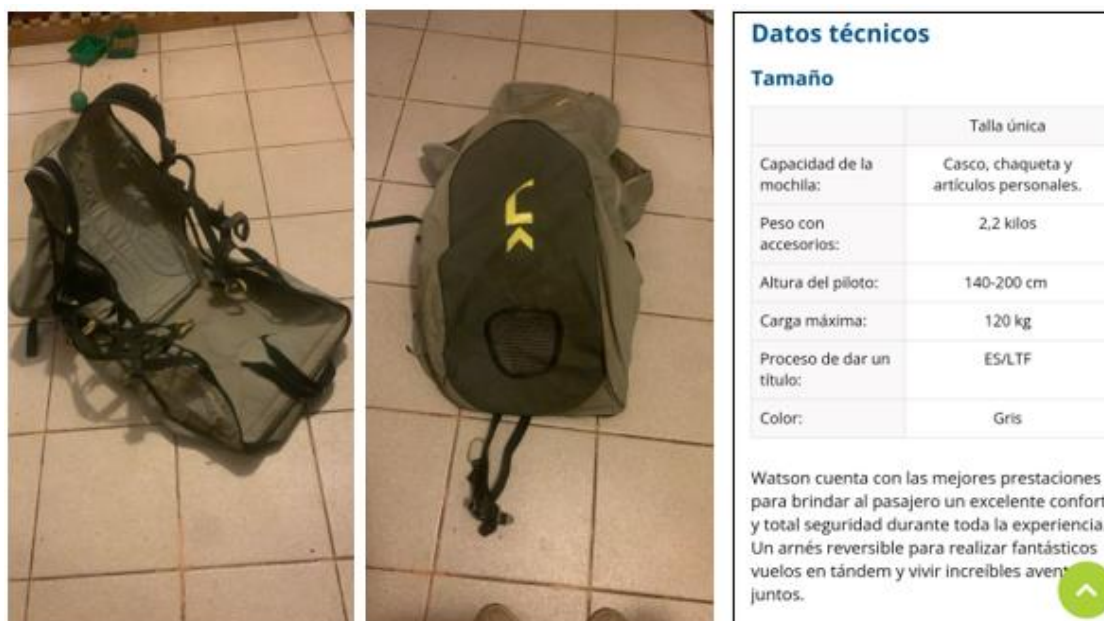 Datos técnicos
Tamaño
Talla única
Capacidad de la
mochila:
Casco, chaqueta y
artículos personales.
Peso con
accesorios:
2,2 kilos
Altura del piloto:
140-200 cm
Carga máxima:
120 kg
Proceso de dar un
título:
ES/LTF
Color:
Gris
Watson cuenta con las mejores prestaciones
para brindar al pasajero un excelente confort
y total seguridad durante toda la experiencia
Un arnés reversible para realizar fantásticos
vuelos en tándem y vivir increíbles
juntos.